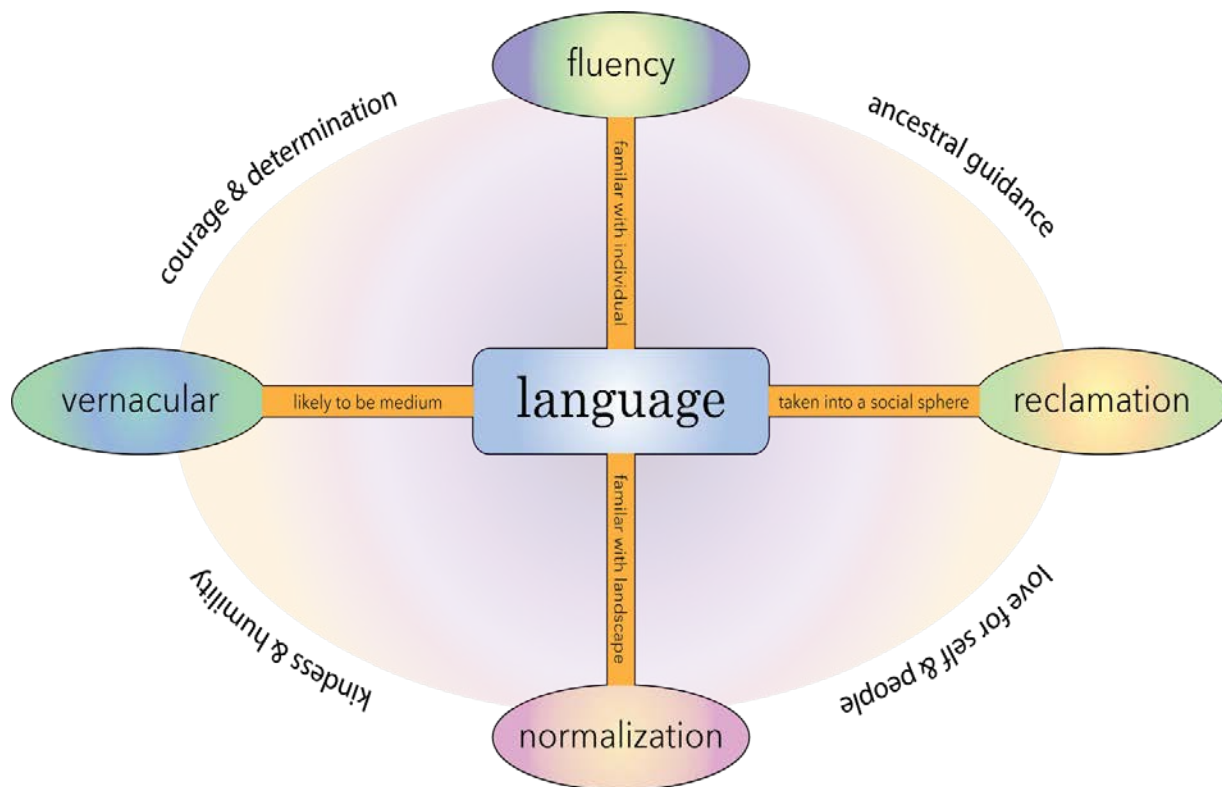 fluency
courage & determination
ancestral guidance
familar with individual
vernacular
likely to be medium
language
taken into a social sphere
reclamation
familar with landscape
kindess & humility
love for self & people
normalization